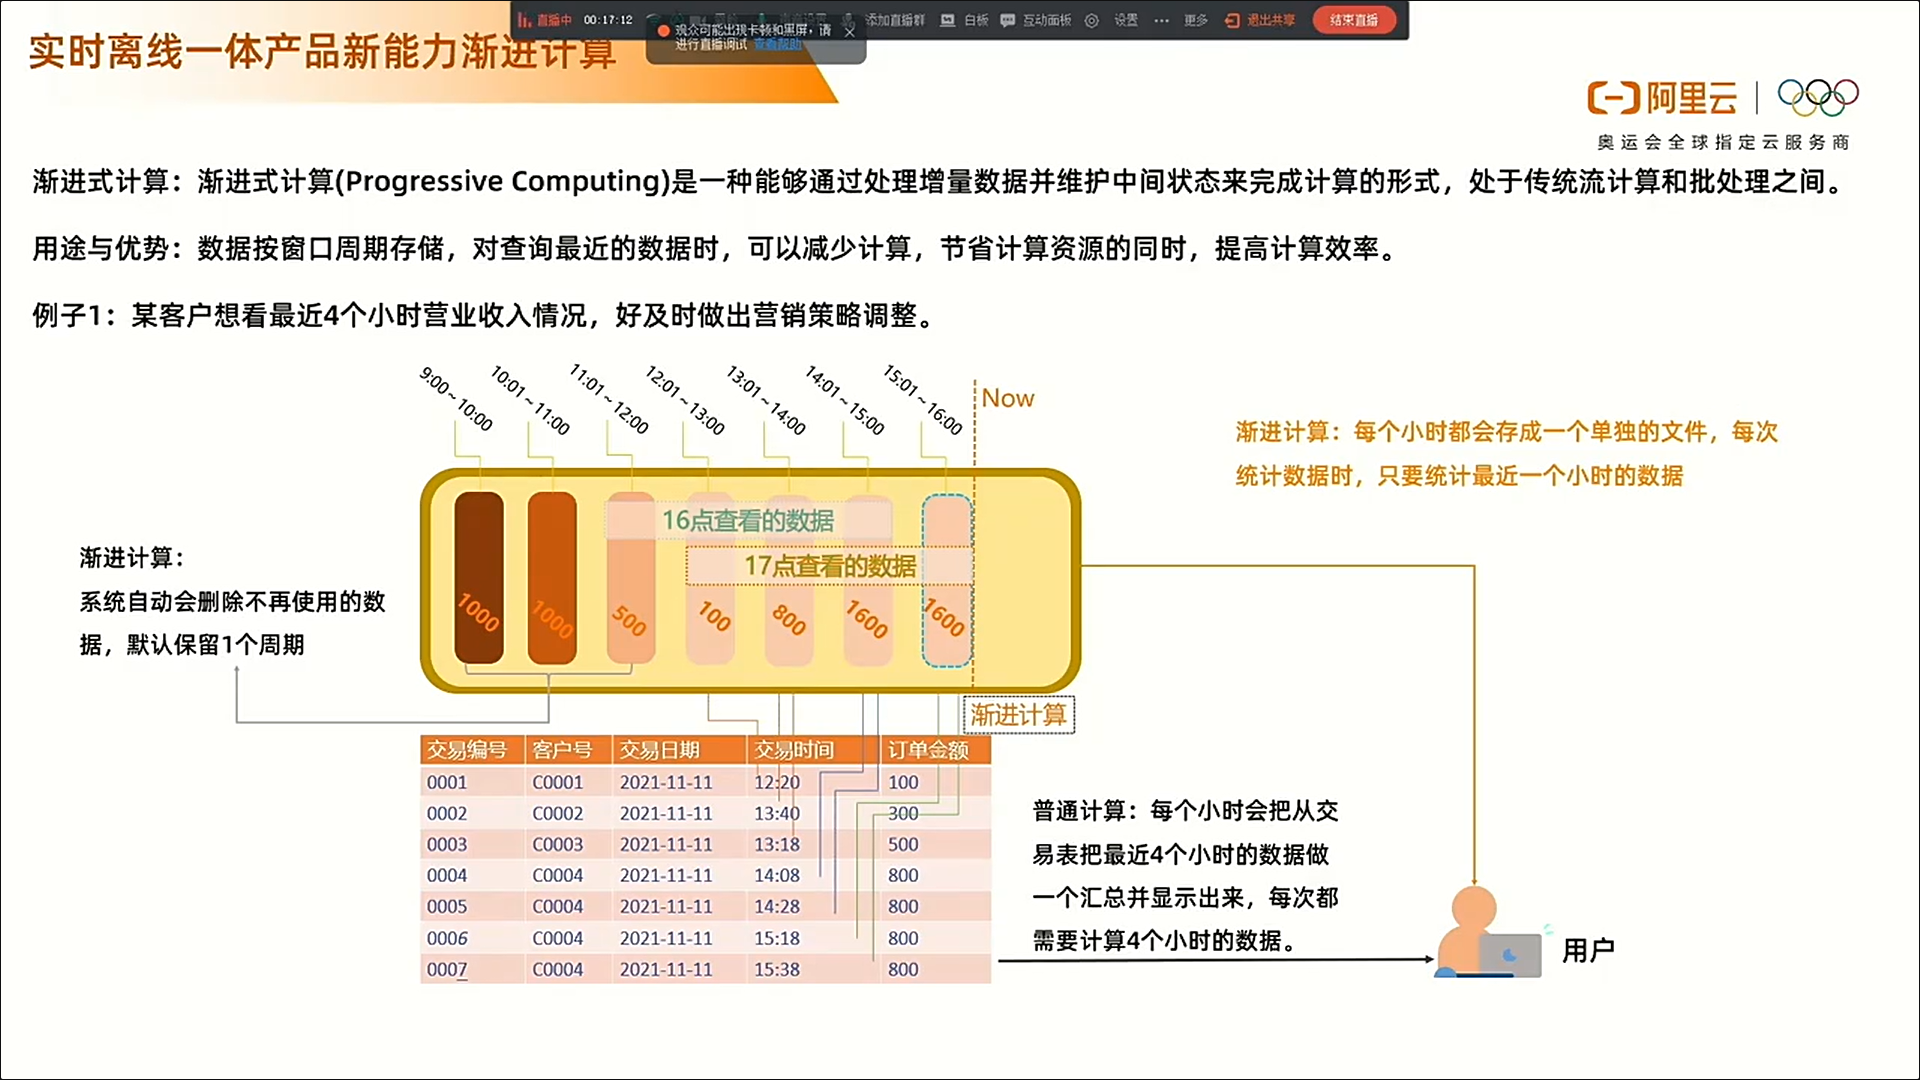 直播中 00:17:12 添加直播群 白板 互动面板 设置 更多 退出共享 结束直播
观众可能出现卡顿和黑屏，请
进行直播调试 查看帮助
实时离线一体产品新能力渐进计算
阿里云
奥运会全球指定云服务商
渐进式计算：渐进式计算(Progressive Computing)是一种能够通过处理增量数据并维护中间状态来完成计算的形式，处于传统流计算和批处理之间。
用途与优势：数据按窗口周期存储，对查询最近的数据时，可以减少计算，节省计算资源的同时，提高计算效率。
例子1：某客户想看最近4个小时营业收入情况，好及时做出营销策略调整。
9:00~10:00
10:01~11:00
11:01~12:00
12:01~13:00
13:01~14:00
14:01~15:00
15:01~16:00
Now
渐进计算：每个小时都会存成一个单独的文件，每次
统计数据时，只要统计最近一个小时的数据
16点查看的数据
17点查看的数据
1000
1000
500
100
800
1600
1600
渐进计算：
系统自动会删除不再使用的数
据，默认保留1个周期
渐进计算
交易编号 客户号 交易日期 交易时间 订单金额
0001 C0001 2021-11-11 12:20 100
0002 C0002 2021-11-11 13:40 300
0003 C0003 2021-11-11 13:18 500
0004 C0004 2021-11-11 14:08 800
0005 C0004 2021-11-11 14:28 800
0006 C0004 2021-11-11 15:18 800
0007 C0004 2021-11-11 15:38 800
普通计算：每个小时会把从交
易表把最近4个小时的数据做
一个汇总并显示出来，每次都
需要计算4个小时的数据。
用户